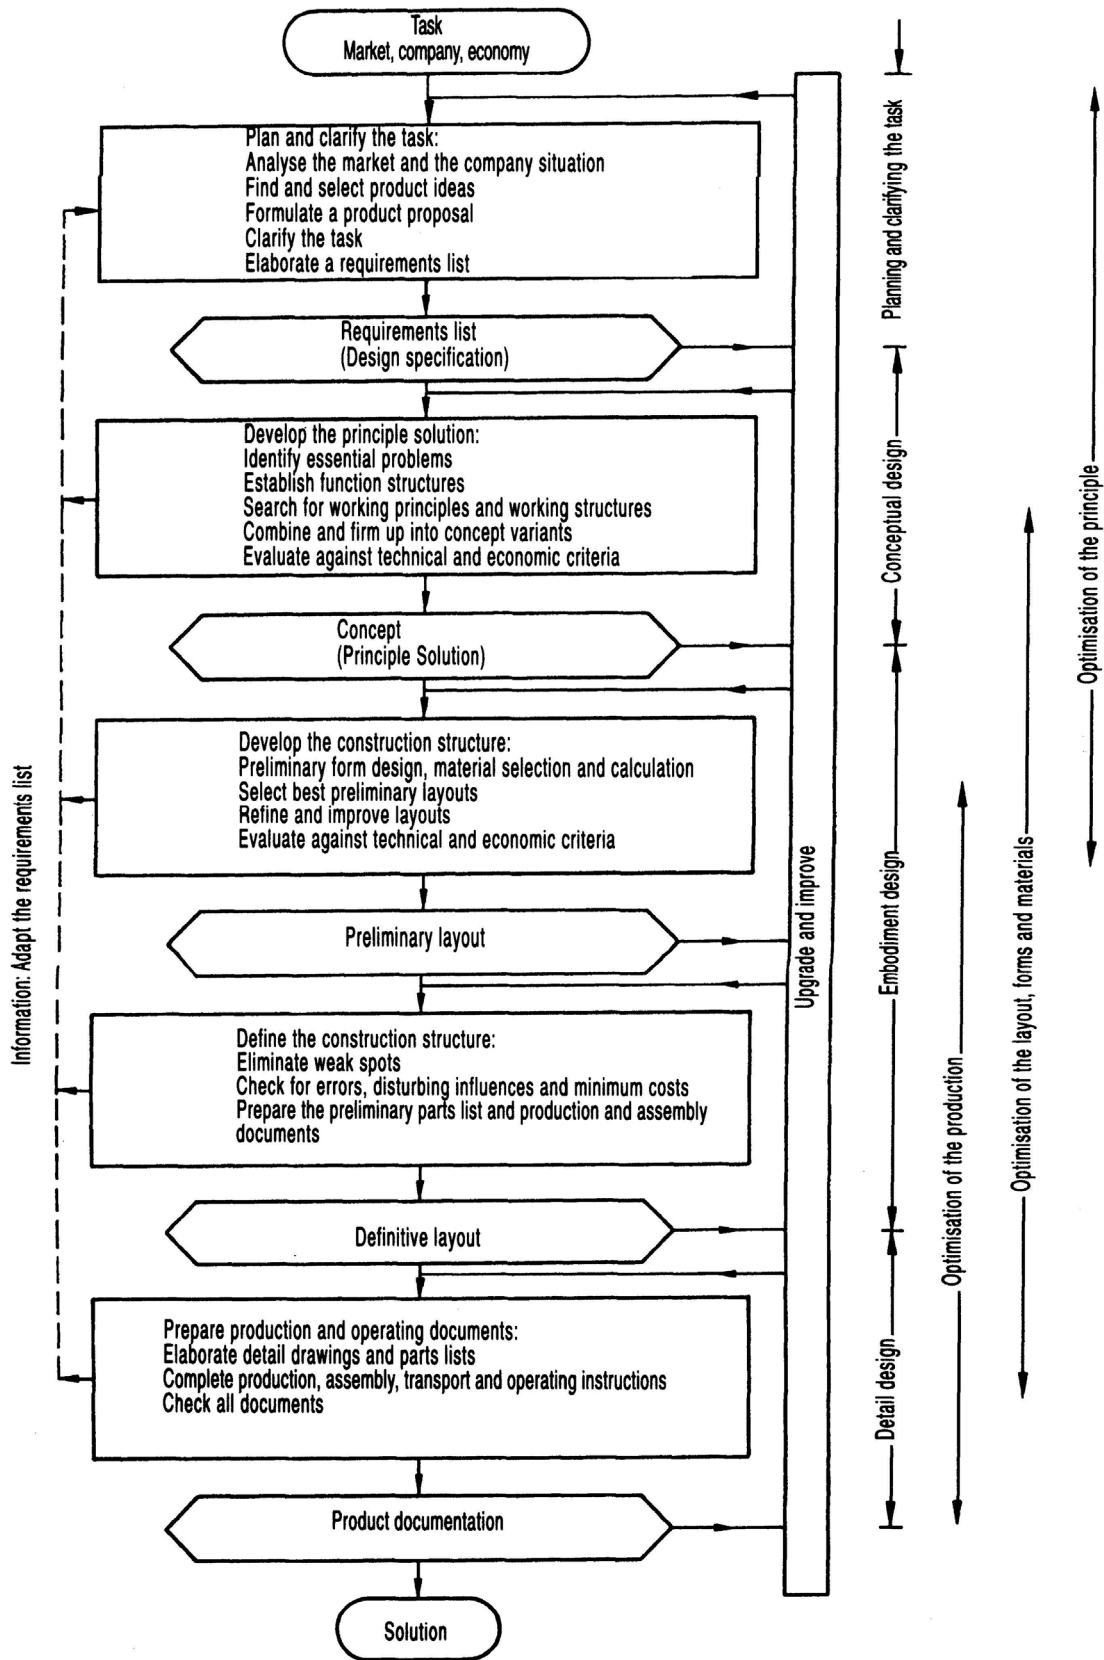 Task
Market, company, economy
Plan and clarify the task:
Analyse the market and the company situation
Find and select product ideas
Formulate a product proposal
Clarify the task
Elaborate a requirements list
Requirements list
(Design specification)
Develop the principle solution:
Identify essential problems
Establish function structures
Search for working principles and working structures
Combine and firm up into concept variants
Evaluate against technical and economic criteria
Concept
(Principle Solution)
Develop the construction structure:
Preliminary form design, material selection and calculation
Select best preliminary layouts
Refine and improve layouts
Evaluate against technical and economic criteria
Preliminary layout
Define the construction structure:
Eliminate weak spots
Check for errors, disturbing influences and minimum costs
Prepare the preliminary parts list and production and assembly
documents
Definitive layout
Prepare production and operating documents:
Elaborate detail drawings and parts lists
Complete production, assembly, transport and operating instructions
Check all documents
Product documentation
Solution
Information: Adapt the requirements list
Upgrade and improve
Planning and clarifying the task
Conceptual design
Embodiment design
Detail design
Optimisation of the production
Optimisation of the layout, forms and materials
Optimisation of the principle